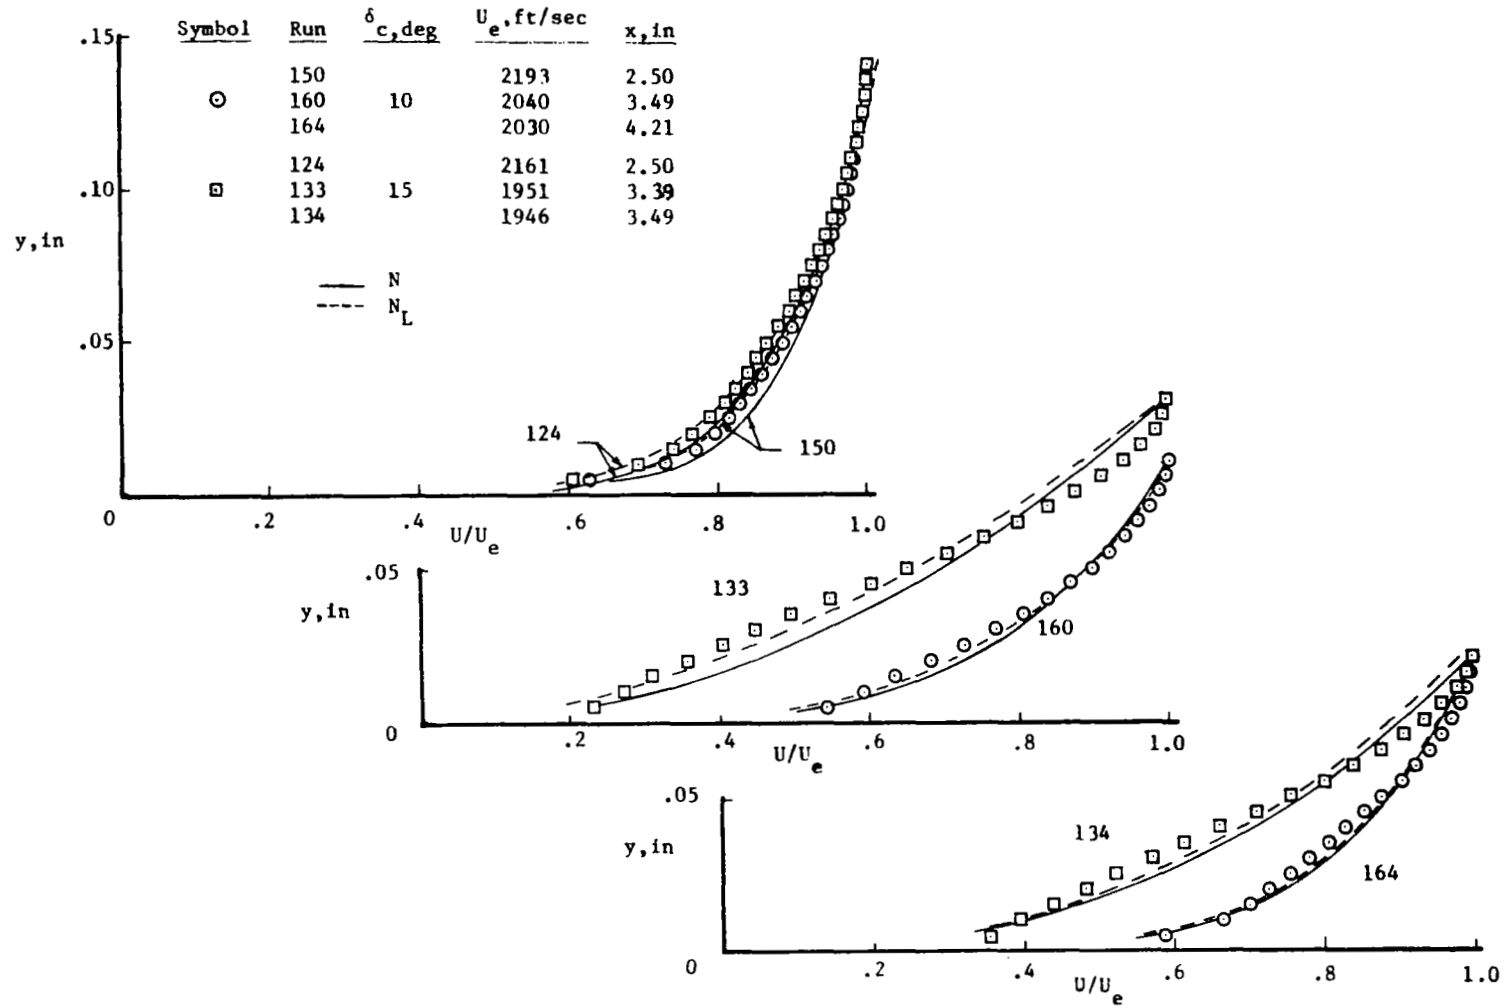 Symbol Run δc,deg Ue,ft/sec x,in
150 2193 2.50
160 10 2040 3.49
164 2030 4.21
124 2161 2.50
133 15 1951 3.39
134 1946 3.49
N
NL
.15
.10
y,in
.05
0 .2 .4 .6 .8 1.0
U/Ue
124
150
.05
y,in
133
160
0 .2 .4 .6 .8 1.0
U/Ue
.05
y,in
134
164
0 .2 .4 .6 .8 1.0
U/Ue